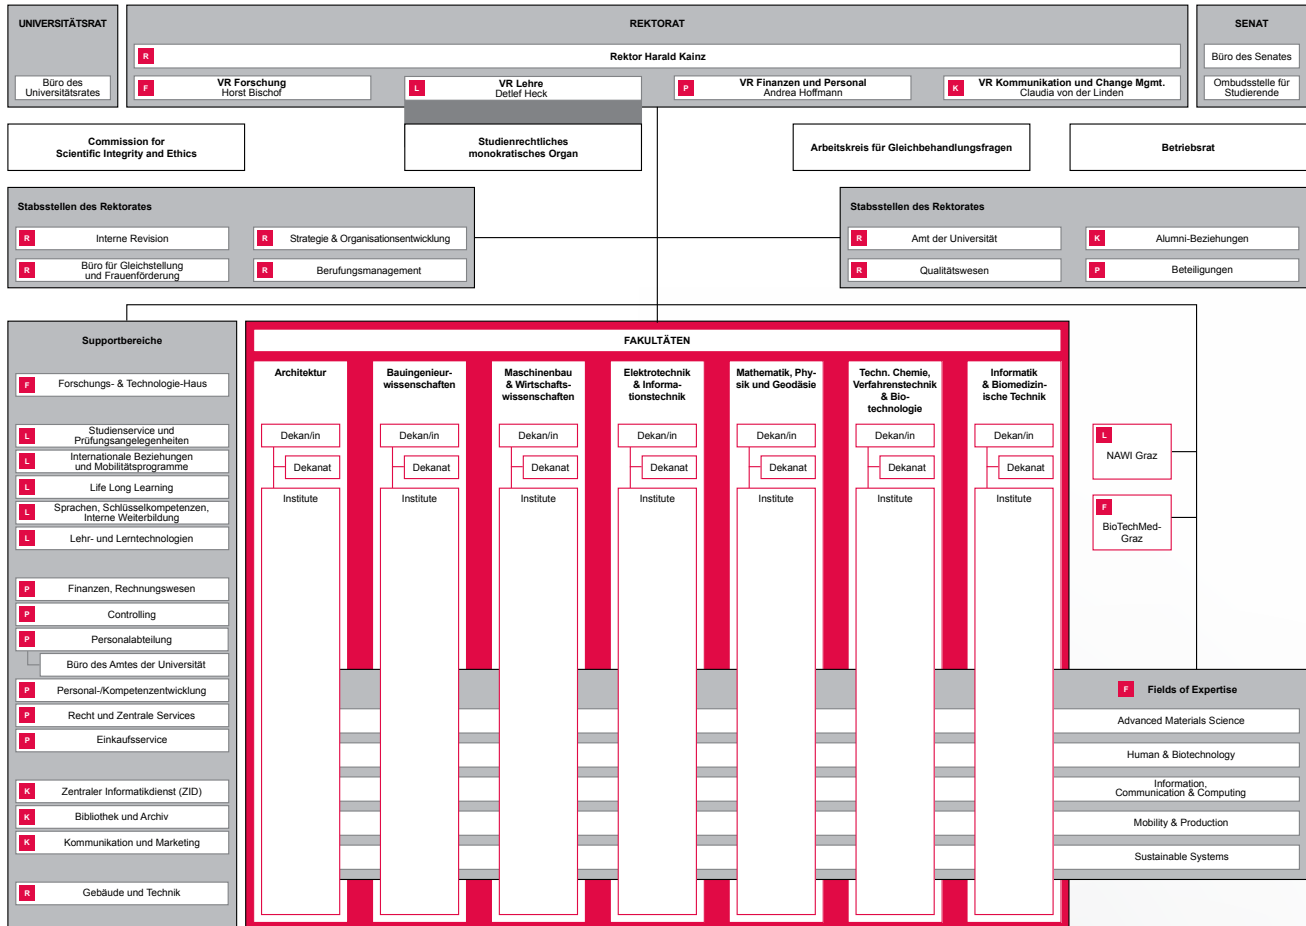 UNIVERSITÄTSRAT
Büro des
Universitätsrates
REKTORAT
R
Rektor Harald Kainz
F
VR Forschung
Horst Bischof
L
VR Lehre
Detlef Heck
P
VR Finanzen und Personal
Andrea Hoffmann
K
VR Kommunikation und Change Mgmt.
Claudia von der Linden
SENAT
Büro des Senates
Ombudsstelle für
Studierende
Commission for
Scientific Integrity and Ethics
Studienrechtliches
monokratisches Organ
Arbeitskreis für Gleichbehandlungsfragen
Betriebsrat
Stabsstellen des Rektorates
R
Interne Revision
R
Strategie & Organisationsentwicklung
R
Büro für Gleichstellung
und Frauenförderung
R
Berufungsmanagement
Stabsstellen des Rektorates
R
Amt der Universität
K
Alumni-Beziehungen
R
Qualitätswesen
P
Beteiligungen
Supportbereiche
F
Forschungs- & Technologie-Haus
L
Studienservice und
Prüfungsangelegenheiten
L
Internationale Beziehungen
und Mobilitätsprogramme
L
Life Long Learning
L
Sprachen, Schlüsselkompetenzen,
Interne Weiterbildung
L
Lehr- und Lerntechnologien
P
Finanzen, Rechnungswesen
P
Controlling
P
Personalabteilung
Büro des Amtes der Universität
P
Personal-/Kompetenzentwicklung
P
Recht und Zentrale Services
P
Einkaufsservice
K
Zentraler Informatikdienst (ZID)
K
Bibliothek und Archiv
K
Kommunikation und Marketing
R
Gebäude und Technik
FAKULTÄTEN
Architektur
Dekan/in
Dekanat
Institute
Bauingenieur-
wissenschaften
Dekan/in
Dekanat
Institute
Maschinenbau
& Wirtschafts-
wissenschaften
Dekan/in
Dekanat
Institute
Elektrotechnik
& Informa-
tionstechnik
Dekan/in
Dekanat
Institute
Mathematik, Phy-
sik und Geodäsie
Dekan/in
Dekanat
Institute
Techn. Chemie,
Verfahrenstechnik
& Bio-
technologie
Dekan/in
Dekanat
Institute
Informatik
& Biomedizin-
ische Technik
Dekan/in
Dekanat
Institute
L
NAWI Graz
F
BioTechMed-
Graz
F
Fields of Expertise
Advanced Materials Science
Human & Biotechnology
Information,
Communication & Computing
Mobility & Production
Sustainable Systems